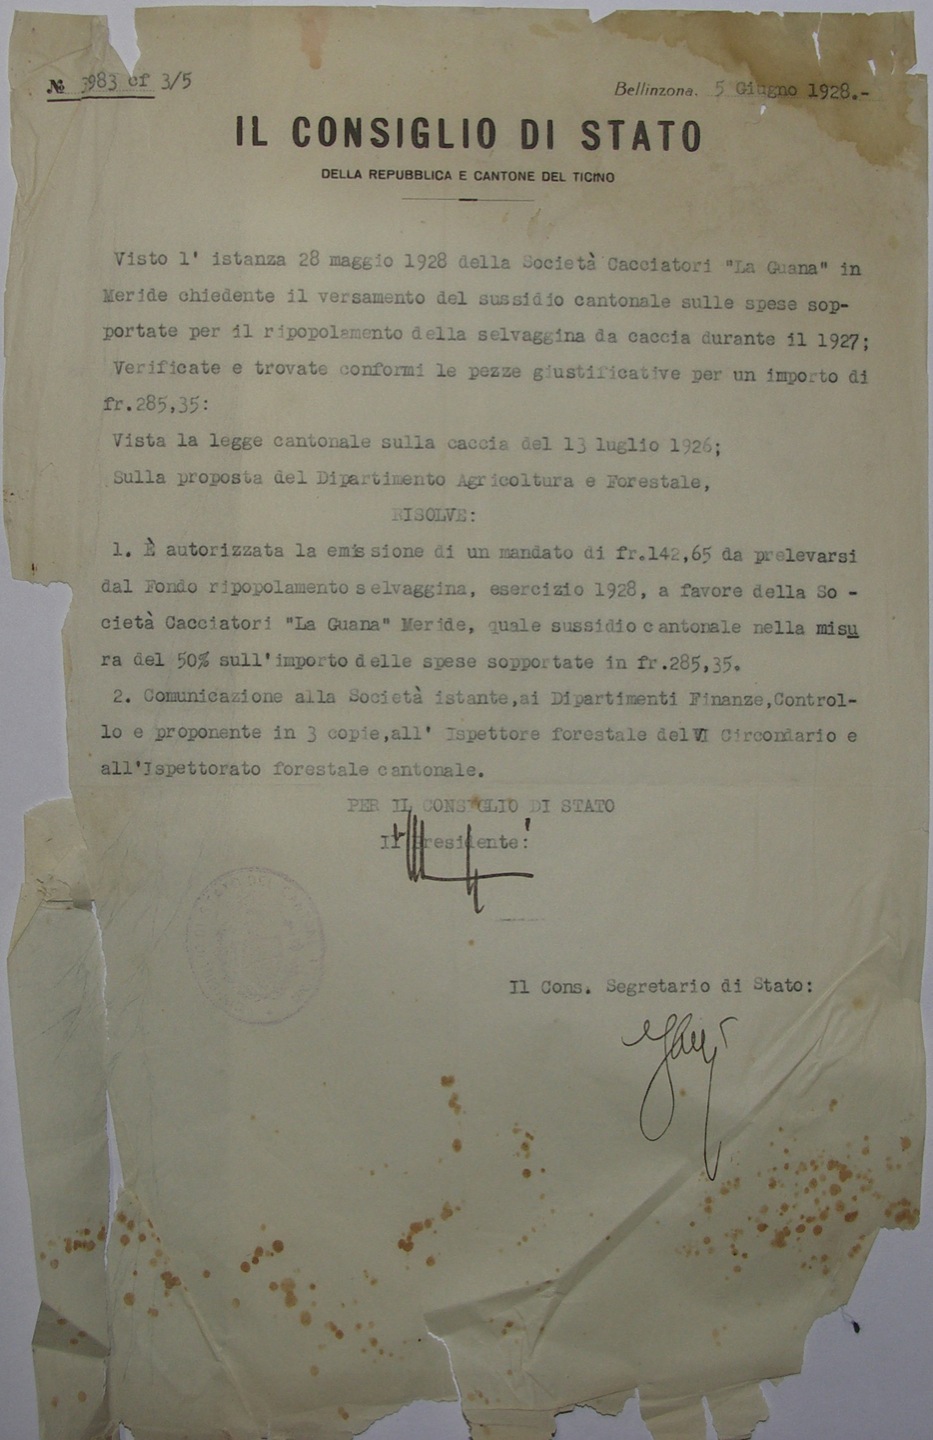 № 3983 cf 3/5
Bellinzona, 5 Giugno 1928.-
IL CONSIGLIO DI STATO
DELLA REPUBBLICA E CANTONE DEL TICINO
Visto l' istanza 28 maggio 1928 della Società Cacciatori "La Guana" in
Meride chiedente il versamento del sussidio cantonale sulle spese sop-
portate per il ripopolamento della selvaggina da caccia durante il 1927;
Verificate e trovate conformi le pezze giustificative per un importo di
fr.285,35:
Vista la legge cantonale sulla caccia del 13 luglio 1926;
Sulla proposta del Dipartimento Agricoltura e Forestale,
RISOLVE:
1. È autorizzata la emissione di un mandato di fr.142,65 da prelevarsi
dal Fondo ripopolamento selvaggina, esercizio 1928, a favore della So -
cietà Cacciatori "La Guana" Meride, quale sussidio cantonale nella misu
ra del 50% sull'importo delle spese sopportate in fr.285,35.
2. Comunicazione alla Società istante,ai Dipartimenti Finanze,Control-
lo e proponente in 3 copie,all' Ispettore forestale del VI Circondario e
all'Ispettorato forestale cantonale.
PER IL CONSIGLIO DI STATO
Il Presidente:
Il Cons. Segretario di Stato: